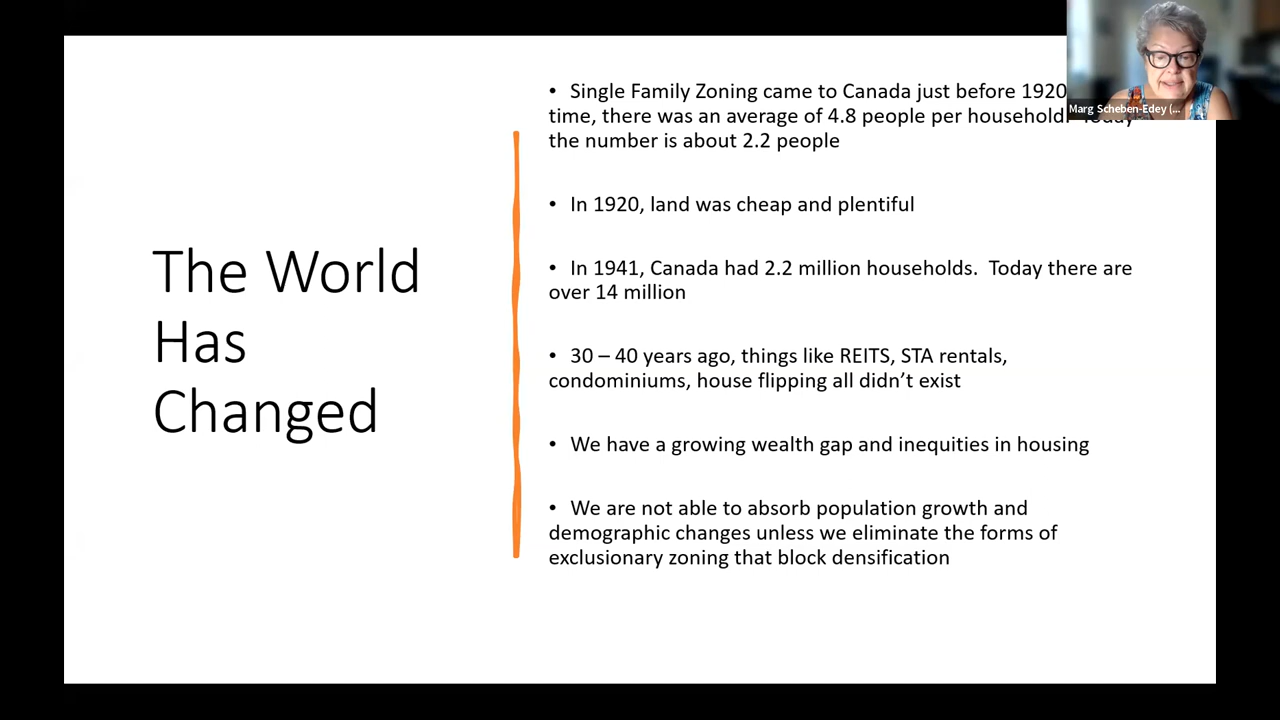 Single Family Zoning came to Canada just before 1920
time, there was an average of 4.8 people per household.
the number is about 2.2 people
• In 1920, land was cheap and plentiful
• In 1941, Canada had 2.2 million households. Today there are
over 14 million
• 30 – 40 years ago, things like REITS, STA rentals,
condominiums, house flipping all didn’t exist
• We have a growing wealth gap and inequities in housing
• We are not able to absorb population growth and
demographic changes unless we eliminate the forms of
exclusionary zoning that block densification
The World
Has
Changed
Marg Scheben-Edey (...